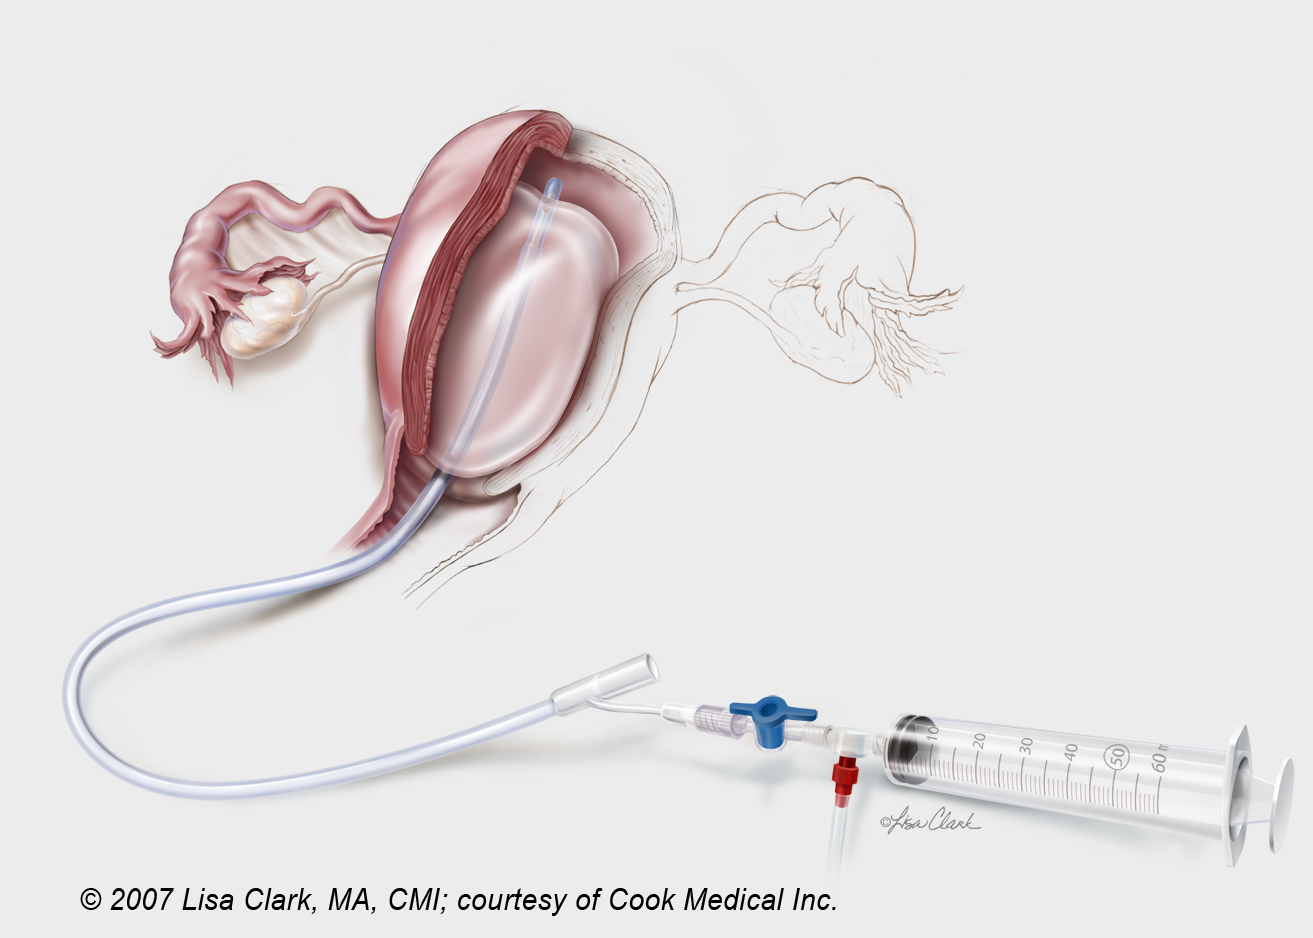 10 20 30 40 50 60 m
© Lisa Clark
© 2007 Lisa Clark, MA, CMI; courtesy of Cook Medical Inc.